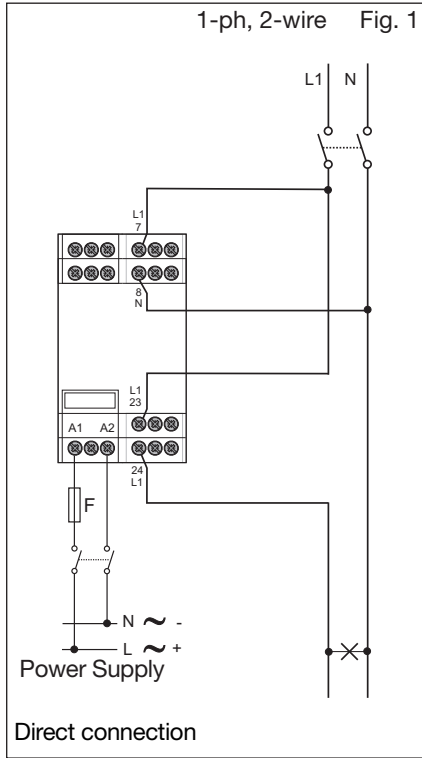 1-ph, 2-wire Fig. 1
L1 N
L1
7
8
N
L1
23
A1 A2
24
L1
F
N ~ -
L ~ +
Power Supply
Direct connection